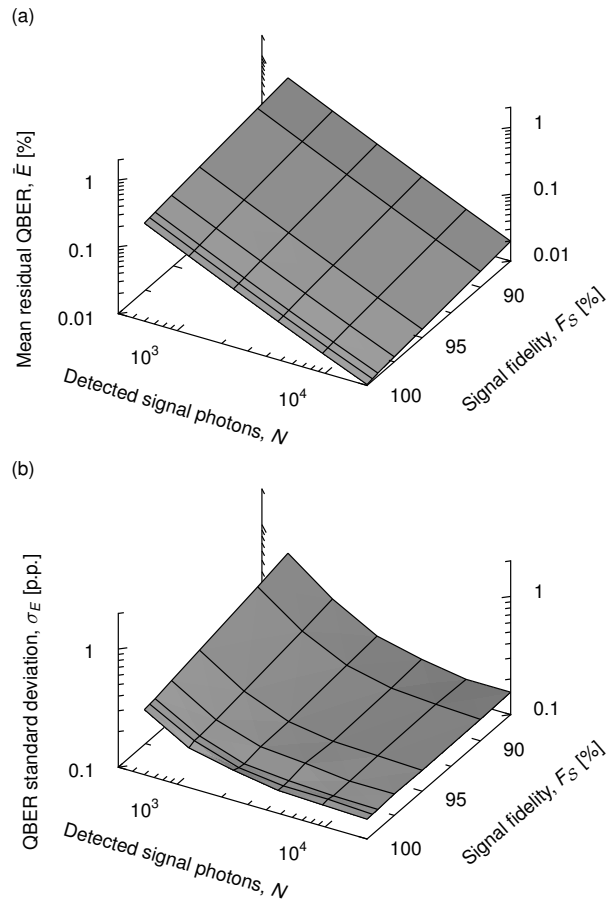 (a)
Mean residual QBER, Ē [%]
1
0.1
0.01
10³
10⁴
Detected signal photons, N
1
0.1
0.01
90
95
100
Signal fidelity, F_S [%]
(b)
QBER standard deviation, σ_E [p.p.]
1
0.1
10³
10⁴
Detected signal photons, N
1
0.1
90
95
100
Signal fidelity, F_S [%]